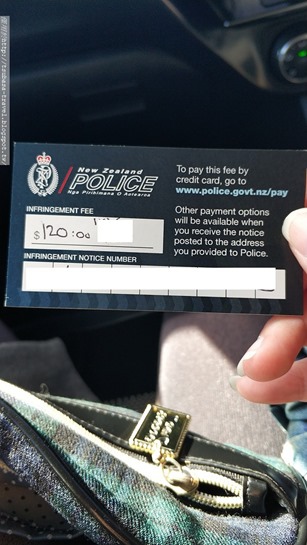 New Zealand
POLICE
Nga Pirihimana O Aotearoa
INFRINGEMENT FEE
$120:00
INFRINGEMENT NOTICE NUMBER
To pay this fee by
credit card, go to
www.police.govt.nz/pay
Other payment options
will be available when
you receive the notice
posted to the address
you provided to Police.